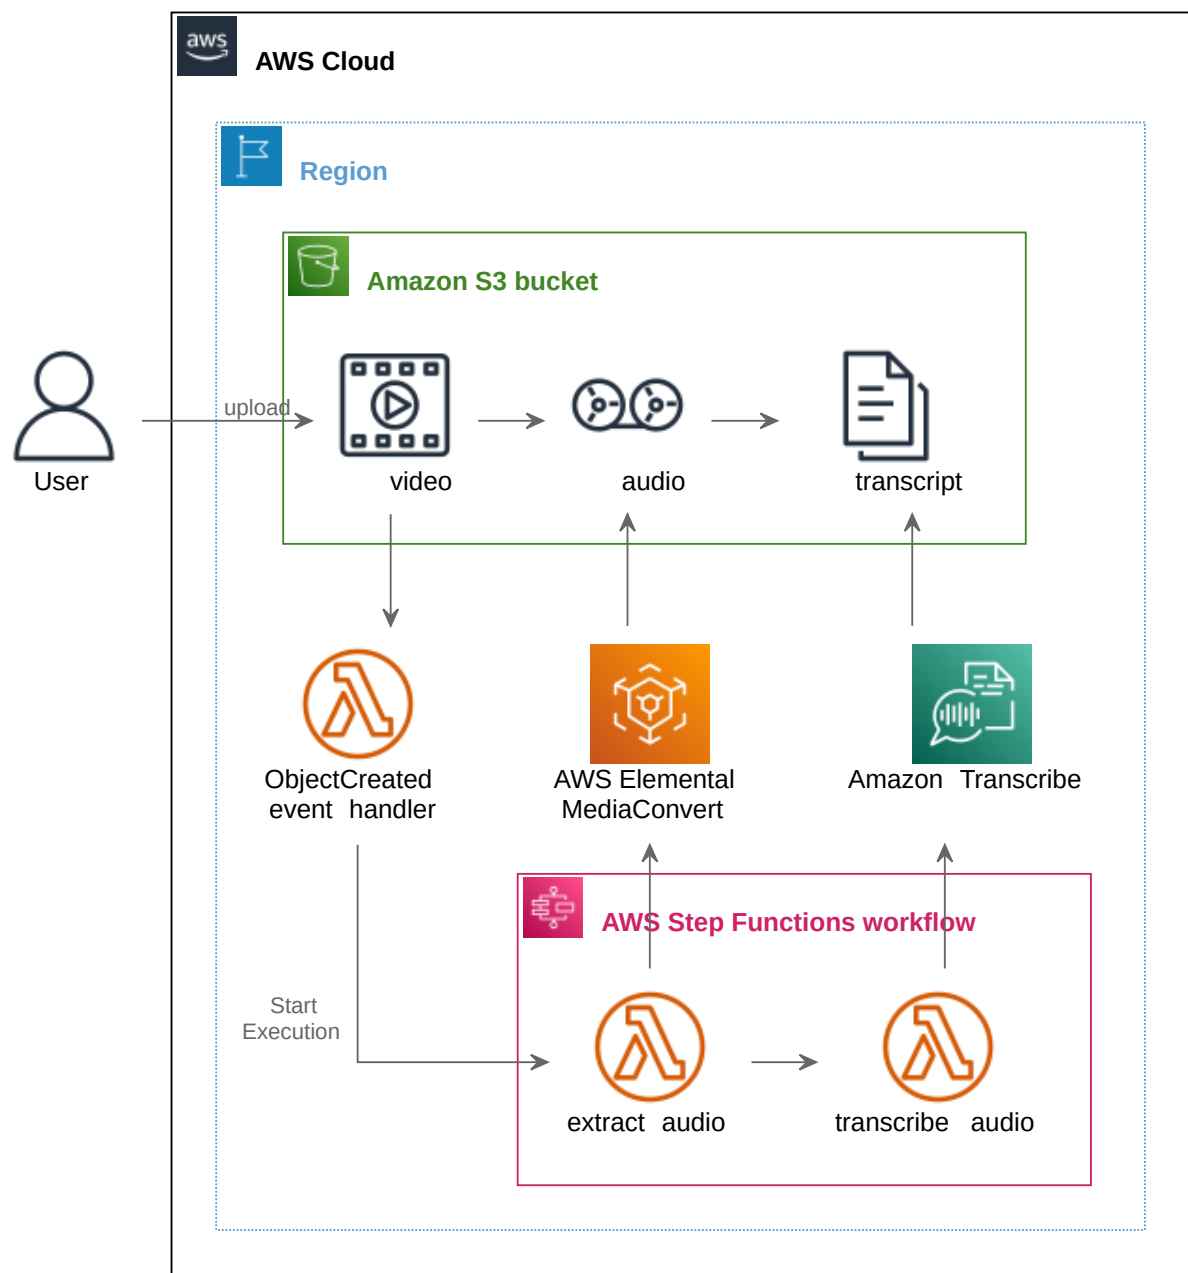 aws
AWS Cloud
Region
Amazon S3 bucket
upload
User
video
audio
transcript
ObjectCreated
event handler
AWS Elemental
MediaConvert
Amazon Transcribe
AWS Step Functions workflow
Start
Execution
extract audio
transcribe audio